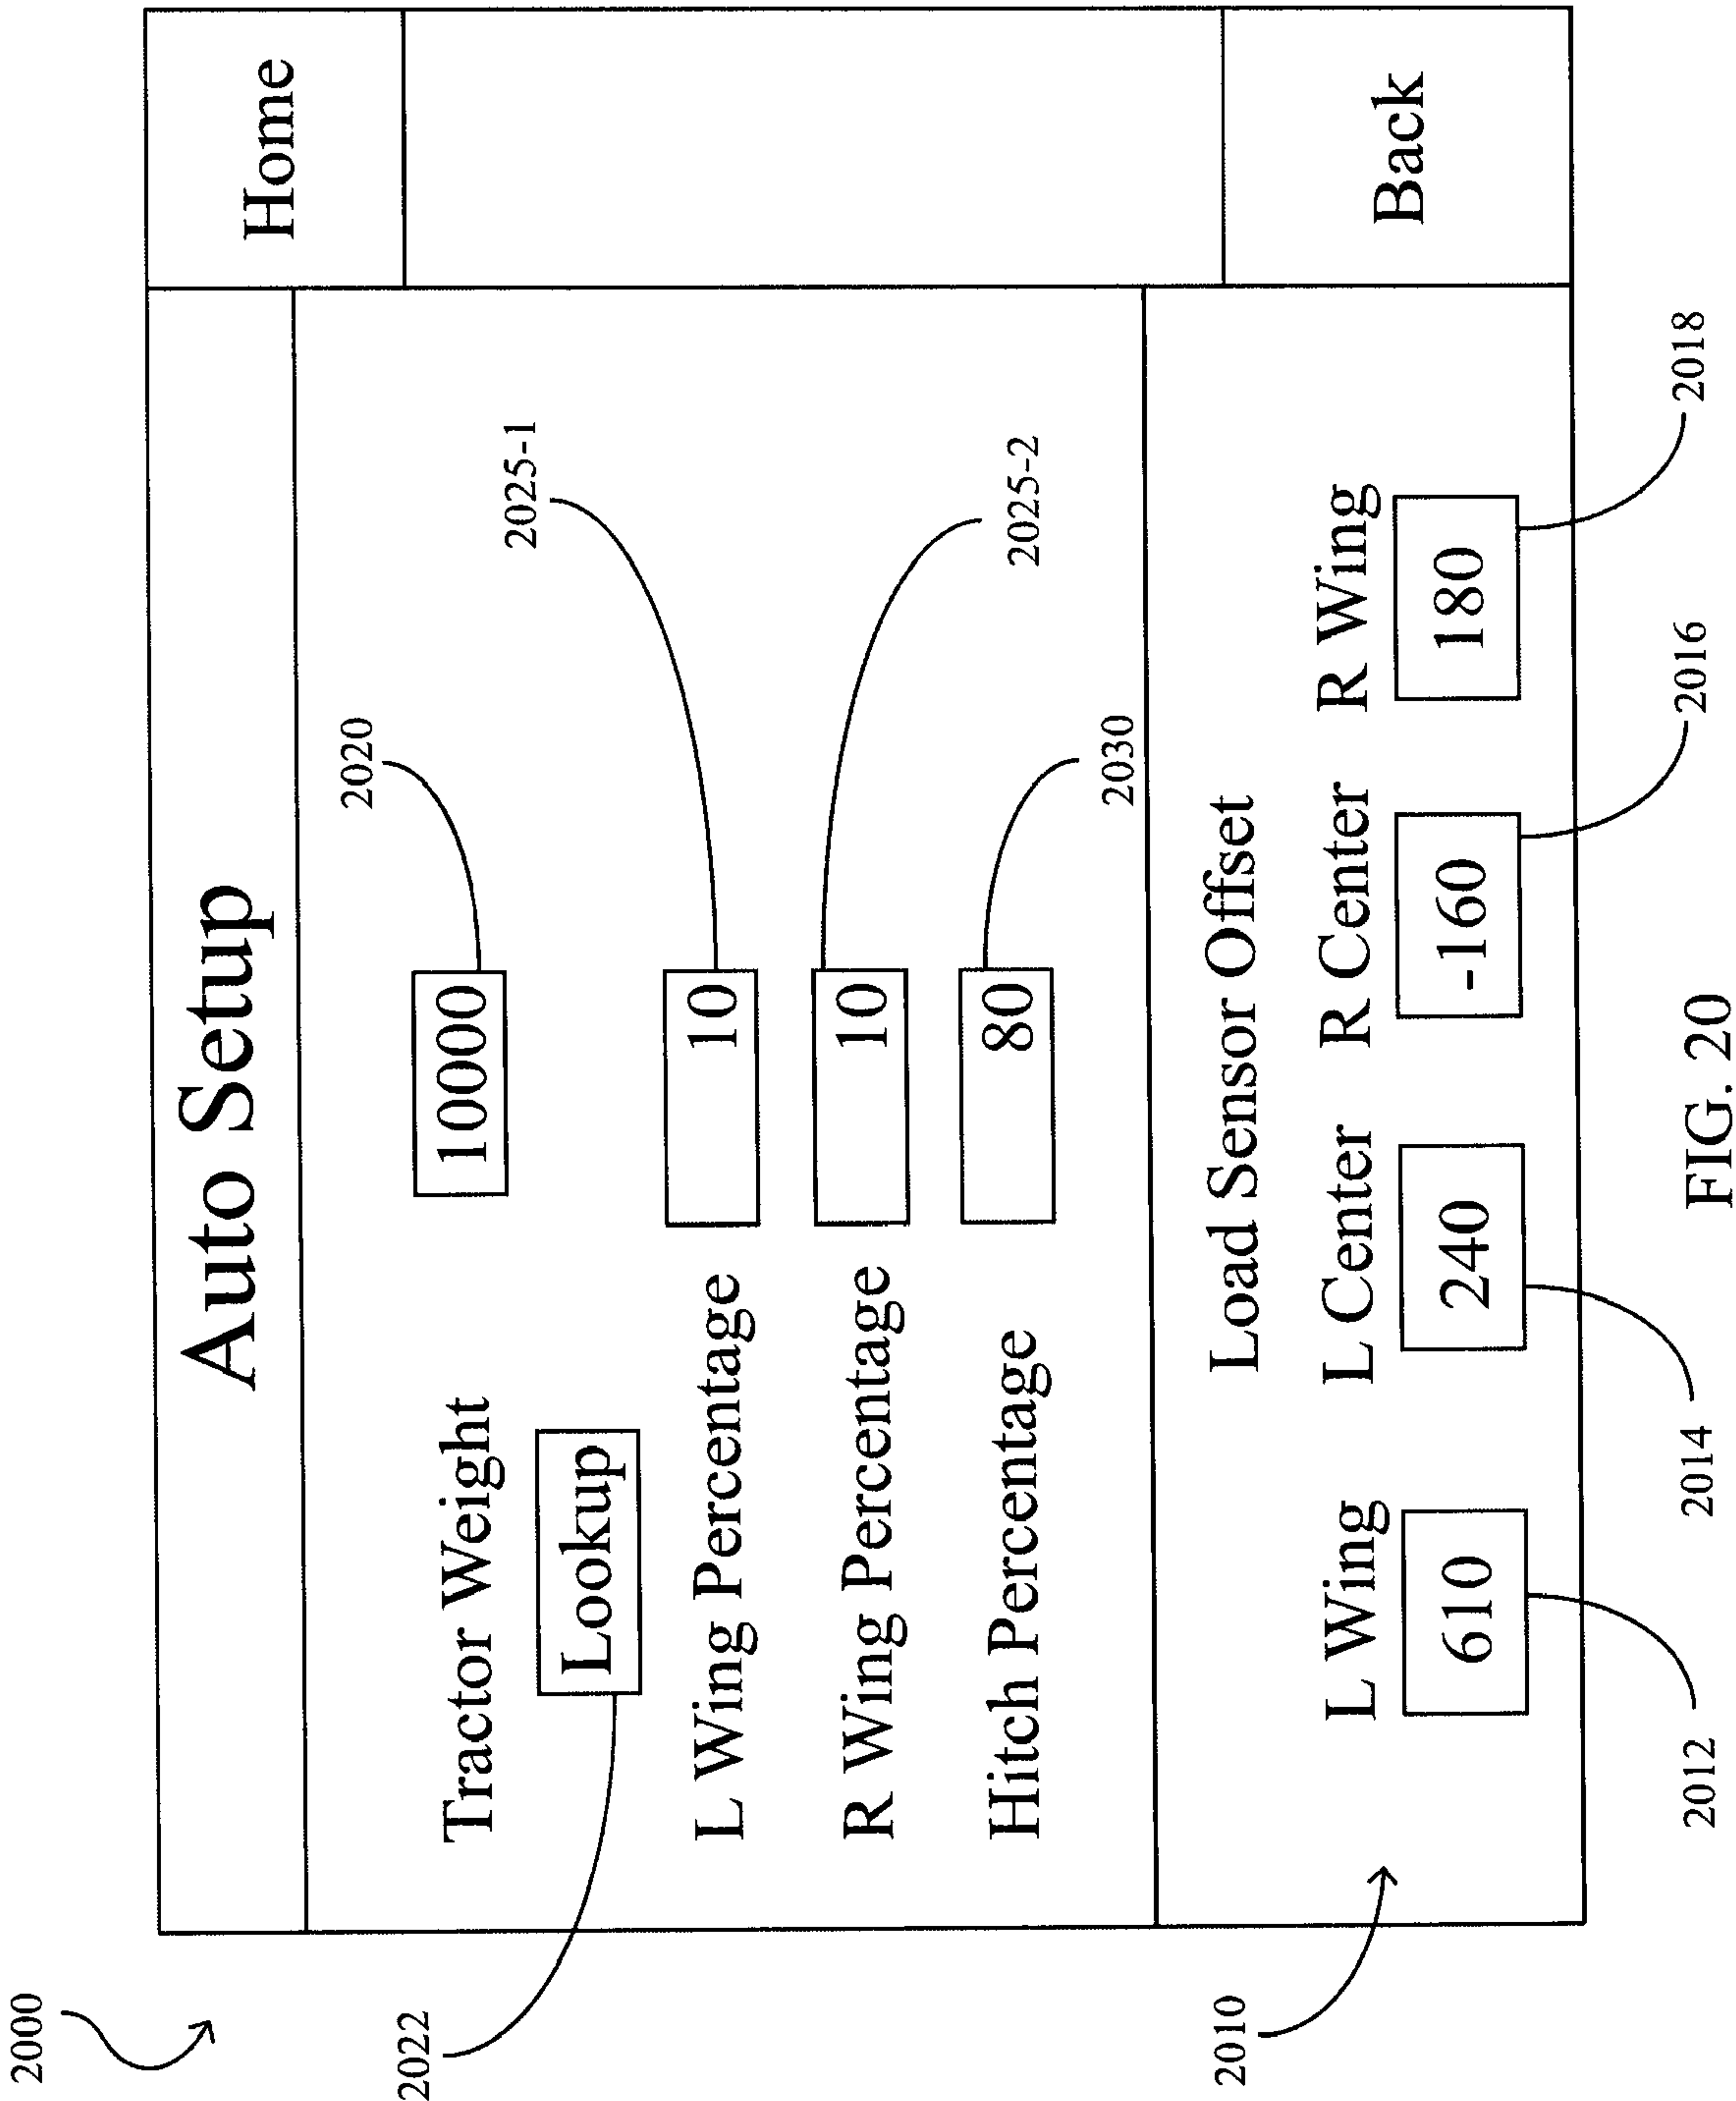 2000
Auto Setup
Home
2020
Tractor Weight 10000
2022
Lookup
2025-1
L Wing Percentage 10
R Wing Percentage 10
2025-2
Hitch Percentage 80
2030
Load Sensor Offset
2010
L Wing L Center R Center R Wing
610 240 -160 180
Back
2012 2014 2016 2018
FIG. 20